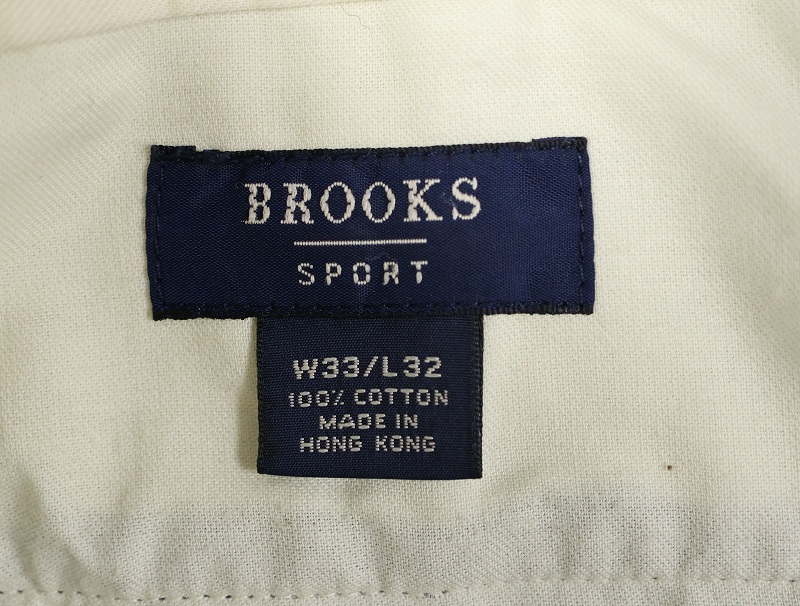 BROOKS
SPORT
W33/L32
100% COTTON
MADE IN
HONG KONG